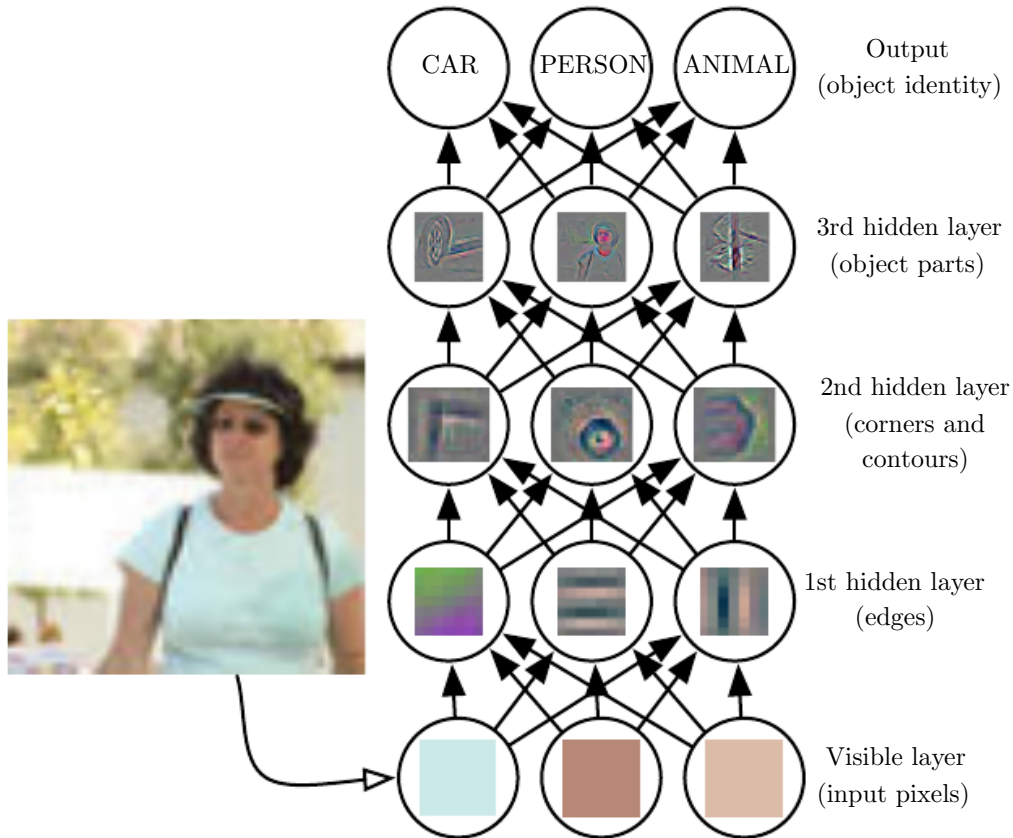 CAR PERSON ANIMAL
Output
(object identity)
3rd hidden layer
(object parts)
2nd hidden layer
(corners and
contours)
1st hidden layer
(edges)
Visible layer
(input pixels)